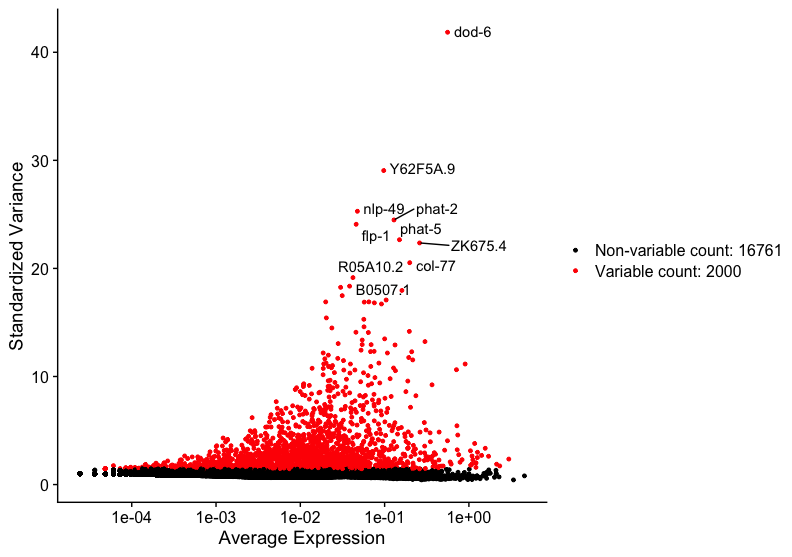 dod-6
40
Y62F5A.9
30
nlp-49
phat-2
flp-1
phat-5
ZK675.4
R05A10.2
col-77
B0507.1
20
10
0
Standardized Variance
1e-04
1e-03
1e-02
1e-01
1e+00
Average Expression
Non-variable count: 16761
Variable count: 2000